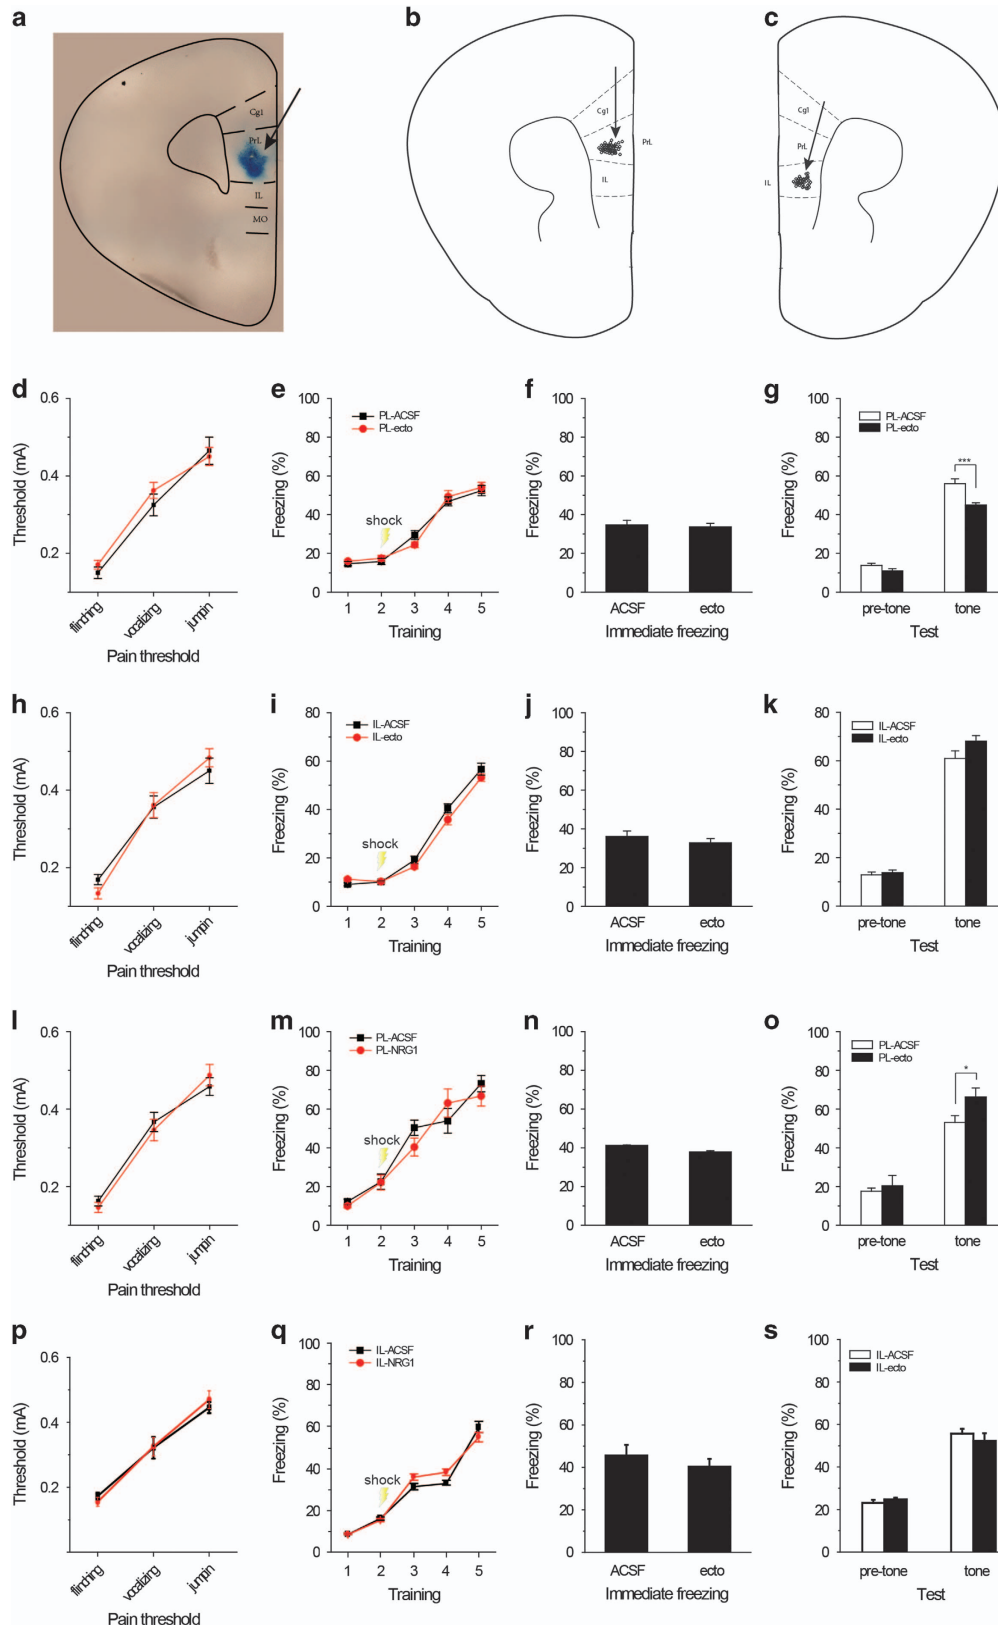 a
Cg1
PrL
IL
MO
b
Cg1
PrL
IL
c
Cg1
PrL
IL
d
Threshold (mA)
0.6
0.4
0.2
flinching
vocalizing
jumpin
Pain threshold
e
Freezing (%)
100
80
60
40
20
0
PL-ACSF
PL-ecto
shock
1 2 3 4 5
Training
f
Freezing (%)
100
80
60
40
20
0
ACSF ecto
Immediate freezing
g
Freezing (%)
100
80
60
40
20
0
PL-ACSF
PL-ecto
***
pre-tone tone
Test
h
Threshold (mA)
0.6
0.4
0.2
flinching
vocalizing
jumpin
Pain threshold
i
Freezing (%)
80
60
40
20
0
IL-ACSF
IL-ecto
shock
1 2 3 4 5
Training
j
Freezing (%)
100
80
60
40
20
0
ACSF ecto
Immediate freezing
k
Freezing (%)
80
60
40
20
0
IL-ACSF
IL-ecto
pre-tone tone
Test
l
Threshold (mA)
0.6
0.4
0.2
flinching
vocalizing
jumpin
Pain threshold
m
Freezing (%)
100
80
60
40
20
0
PL-ACSF
PL-NRG1
shock
1 2 3 4 5
Training
n
Freezing (%)
100
80
60
40
20
0
ACSF ecto
Immediate freezing
o
Freezing (%)
100
80
60
40
20
0
PL-ACSF
PL-ecto
*
pre-tone tone
Test
p
Threshold (mA)
0.6
0.4
0.2
flinching
vocalizing
jumpin
Pain threshold
q
Freezing (%)
100
80
60
40
20
0
IL-ACSF
IL-NRG1
shock
1 2 3 4 5
Training
r
Freezing (%)
100
80
60
40
20
0
ACSF ecto
Immediate freezing
s
Freezing (%)
100
80
60
40
20
0
IL-ACSF
IL-ecto
pre-tone tone
Test